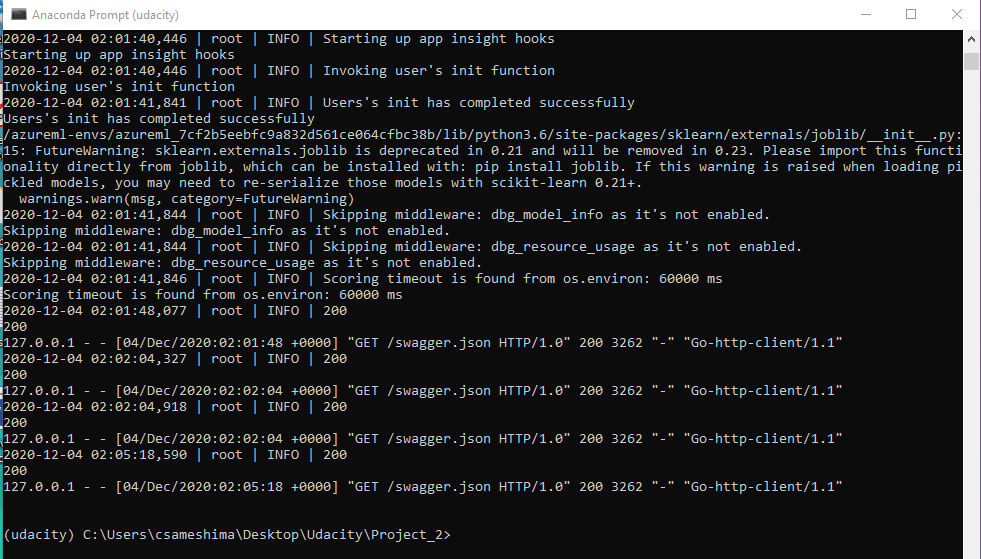 Anaconda Prompt (udacity)
2020-12-04 02:01:40,446 | root | INFO | Starting up app insight hooks
Starting up app insight hooks
2020-12-04 02:01:40,446 | root | INFO | Invoking user's init function
Invoking user's init function
2020-12-04 02:01:41,841 | root | INFO | Users's init has completed successfully
Users's init has completed successfully
/azureml-envs/azureml_7cf2b5eebfc9a832d561ce064cfbc38b/lib/python3.6/site-packages/sklearn/externals/joblib/__init__.py:
15: FutureWarning: sklearn.externals.joblib is deprecated in 0.21 and will be removed in 0.23. Please import this functi
onality directly from joblib, which can be installed with: pip install joblib. If this warning is raised when loading pi
ckled models, you may need to re-serialize those models with scikit-learn 0.21+.
  warnings.warn(msg, category=FutureWarning)
2020-12-04 02:01:41,844 | root | INFO | Skipping middleware: dbg_model_info as it's not enabled.
Skipping middleware: dbg_model_info as it's not enabled.
2020-12-04 02:01:41,844 | root | INFO | Skipping middleware: dbg_resource_usage as it's not enabled.
Skipping middleware: dbg_resource_usage as it's not enabled.
2020-12-04 02:01:41,846 | root | INFO | Scoring timeout is found from os.environ: 60000 ms
Scoring timeout is found from os.environ: 60000 ms
2020-12-04 02:01:48,077 | root | INFO | 200
200
127.0.0.1 - - [04/Dec/2020:02:01:48 +0000] "GET /swagger.json HTTP/1.0" 200 3262 "-" "Go-http-client/1.1"
2020-12-04 02:02:04,327 | root | INFO | 200
200
127.0.0.1 - - [04/Dec/2020:02:02:04 +0000] "GET /swagger.json HTTP/1.0" 200 3262 "-" "Go-http-client/1.1"
2020-12-04 02:02:04,918 | root | INFO | 200
200
127.0.0.1 - - [04/Dec/2020:02:02:04 +0000] "GET /swagger.json HTTP/1.0" 200 3262 "-" "Go-http-client/1.1"
2020-12-04 02:05:18,590 | root | INFO | 200
200
127.0.0.1 - - [04/Dec/2020:02:05:18 +0000] "GET /swagger.json HTTP/1.0" 200 3262 "-" "Go-http-client/1.1"
(udacity) C:\Users\csameshima\Desktop\Udacity\Project_2>